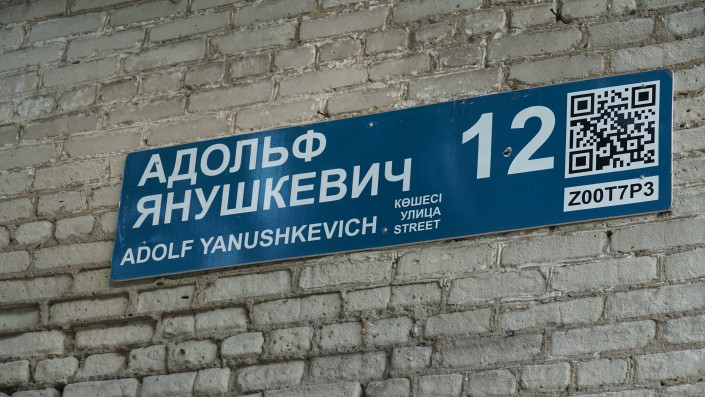 АДОЛЬФ
ЯНУШКЕВИЧ
КӨШЕСІ
УЛИЦА
STREET
ADOLF YANUSHKEVICH
12
Z00T7P3